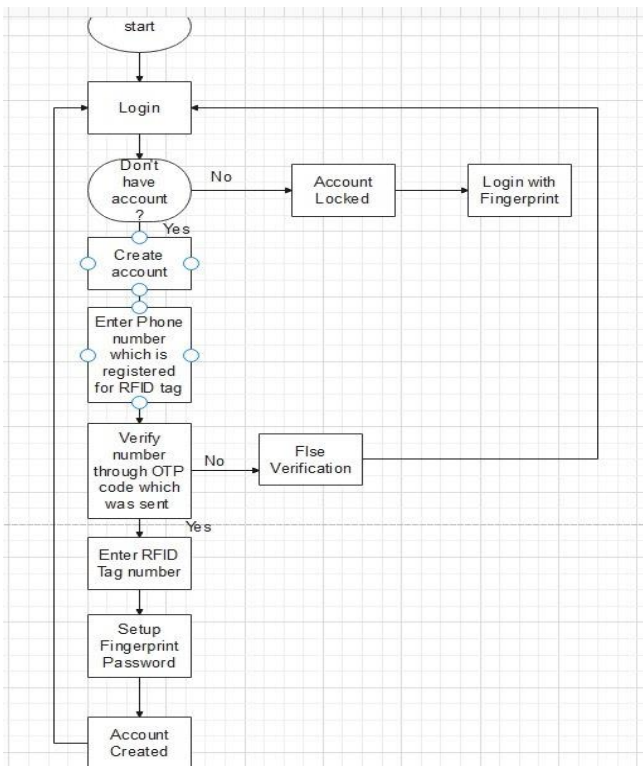 start
Login
Don't
have
account
?
No
Account
Locked
Login with
Fingerprint
Yes
Create
account
Enter Phone
number
which is
registered
for RFID tag
Verify
number
through OTP
code which
was sent
No
Flse
Verification
Yes
Enter RFID
Tag number
Setup
Fingerprint
Password
Account
Created